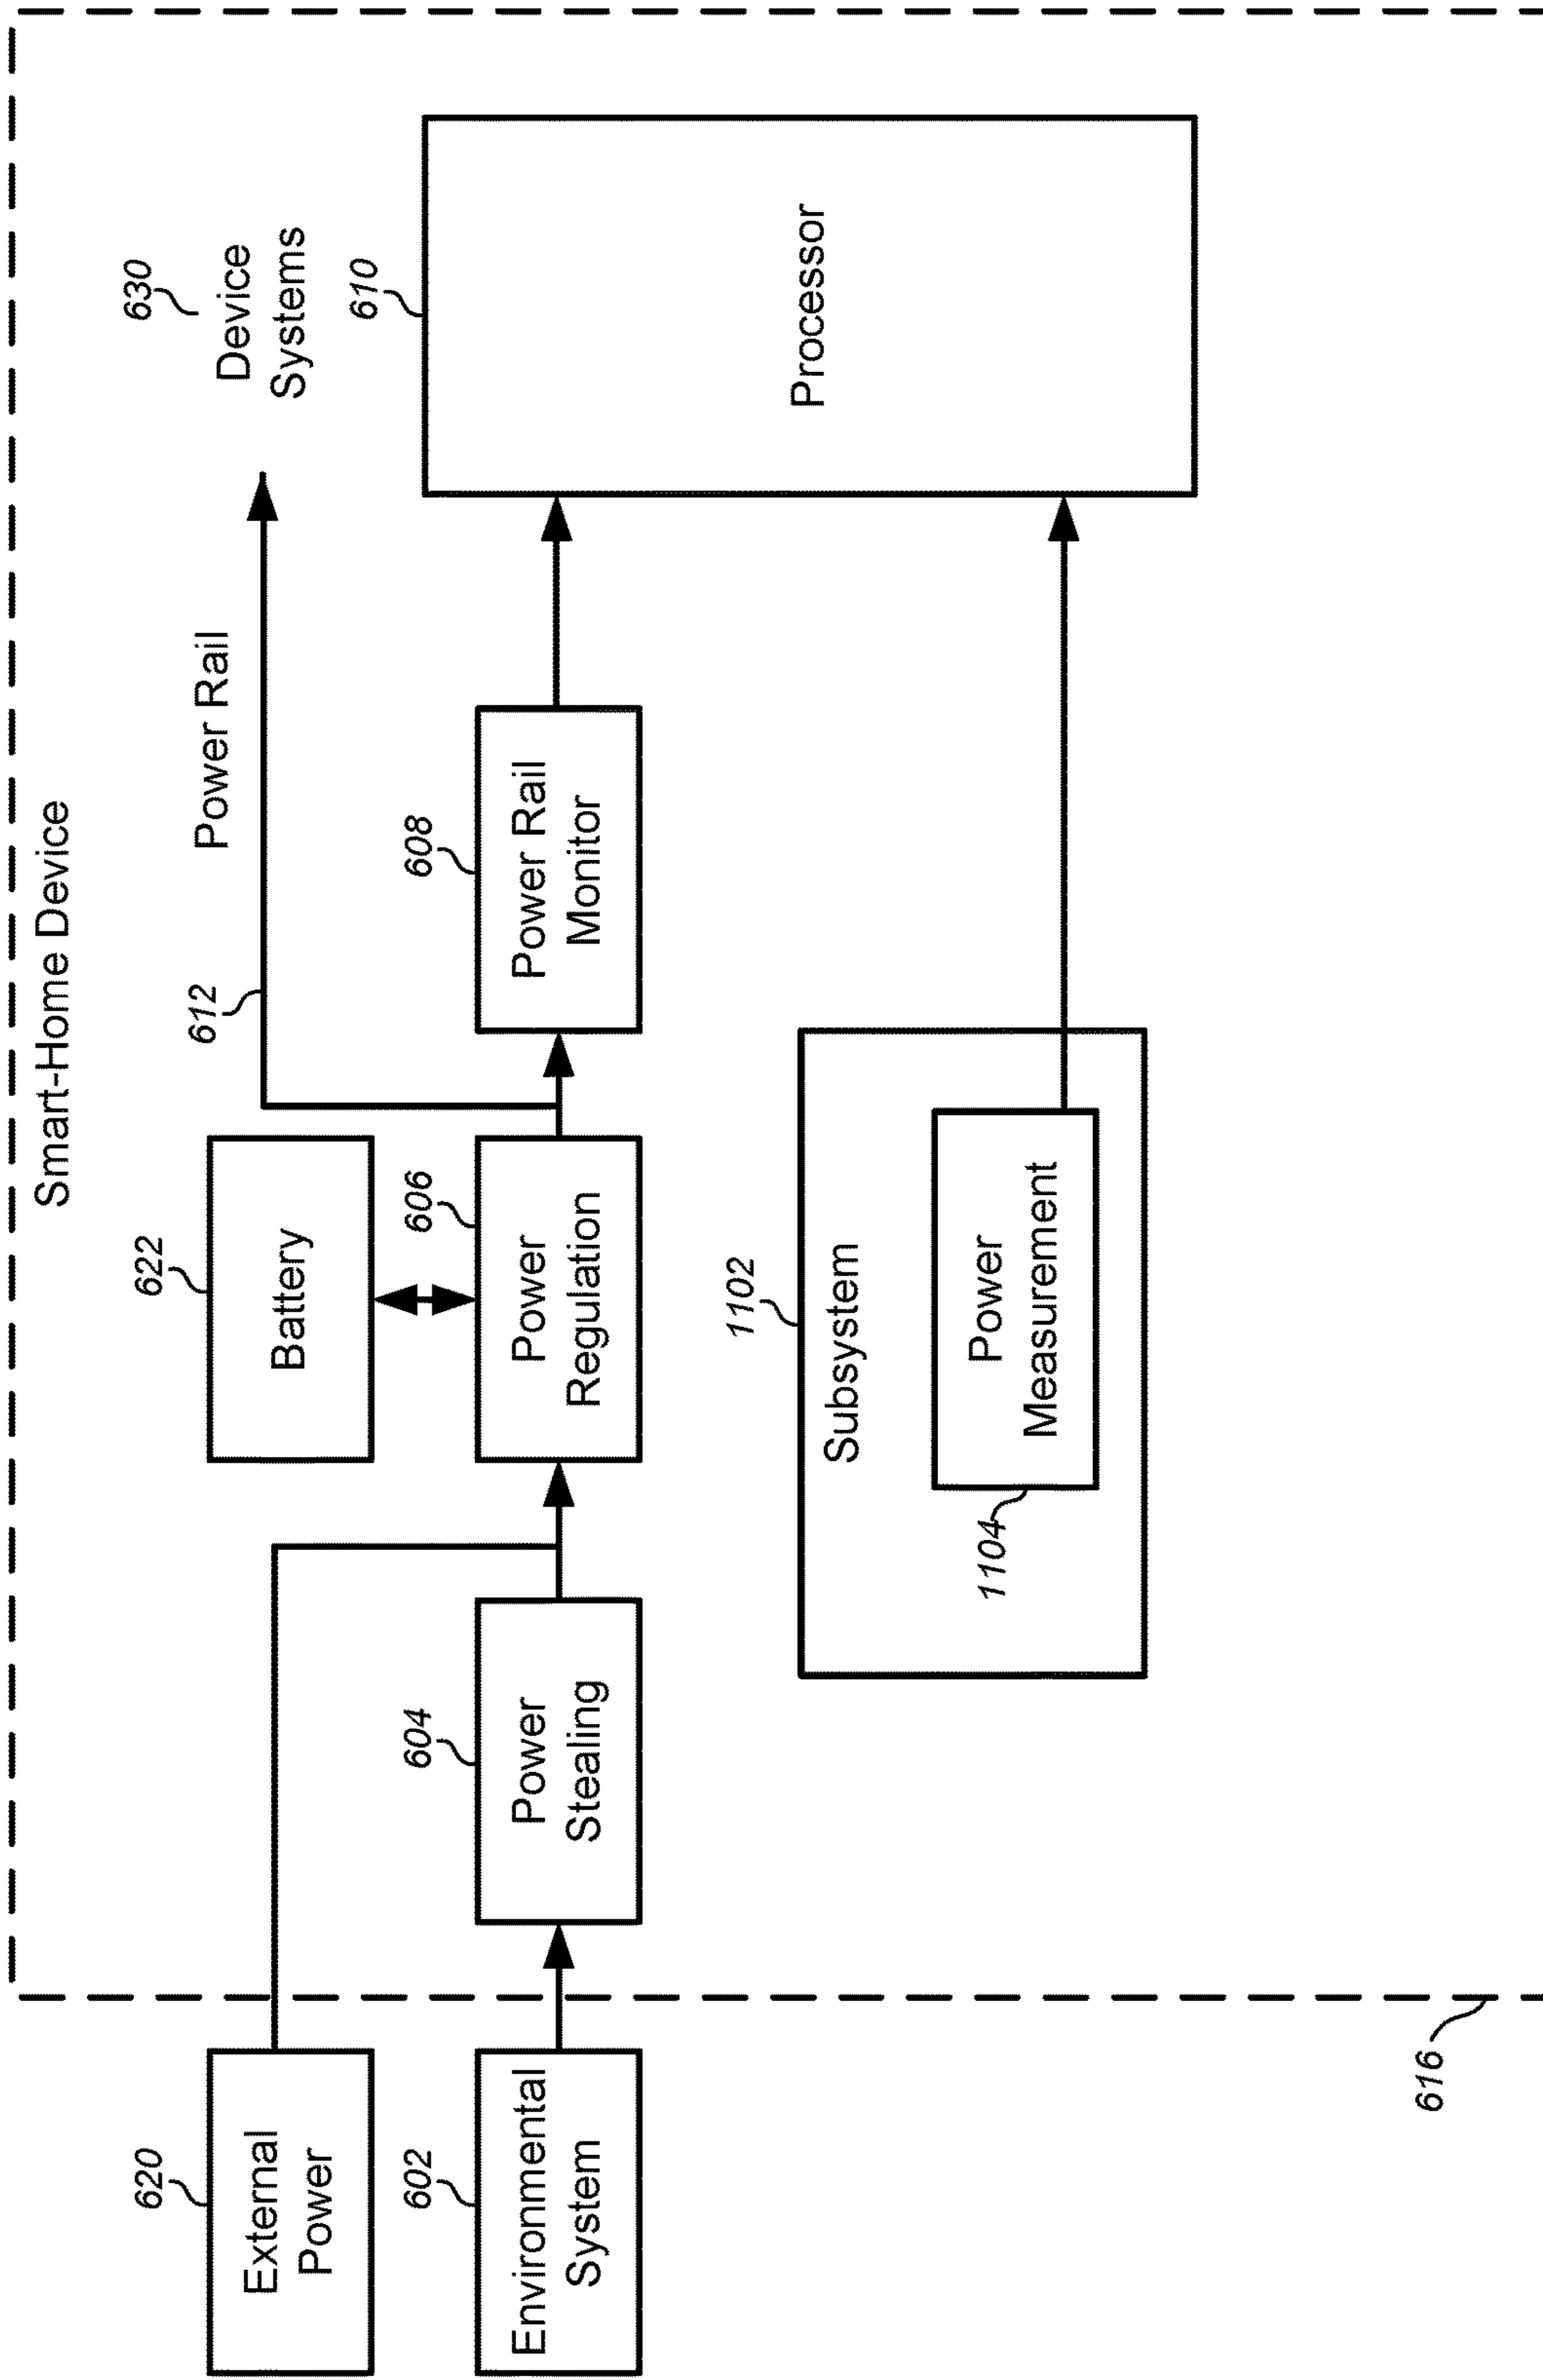 Smart-Home Device
630
Device
Systems
Power Rail
612
622
Battery
620
External
Power
602
Environmental
System
604
Power
Stealing
606
Power
Regulation
608
Power Rail
Monitor
610
Processor
1102
Subsystem
Power
Measurement
1104
616